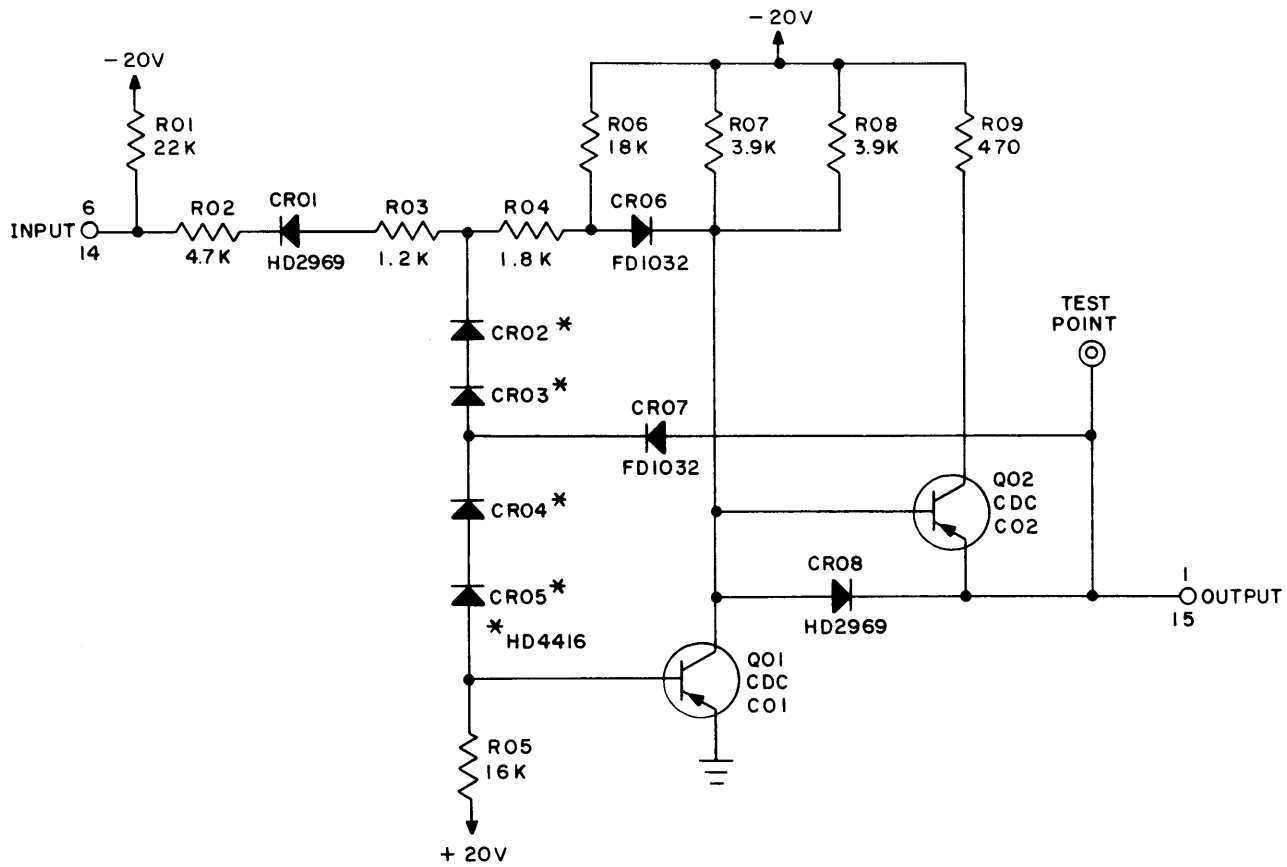 - 20V
- 20V
R01
22K
R06
18K
R07
3.9K
R08
3.9K
R09
470
6
INPUT
14
R02
4.7K
CR01
HD2969
R03
1.2K
R04
1.8K
CR06
FD1032
TEST
POINT
CR02*
CR03*
CR07
FD1032
CR04*
Q02
CDC
C02
CR05*
*HD4416
CR08
HD2969
1
OUTPUT
15
Q01
CDC
C01
R05
16K
+ 20V